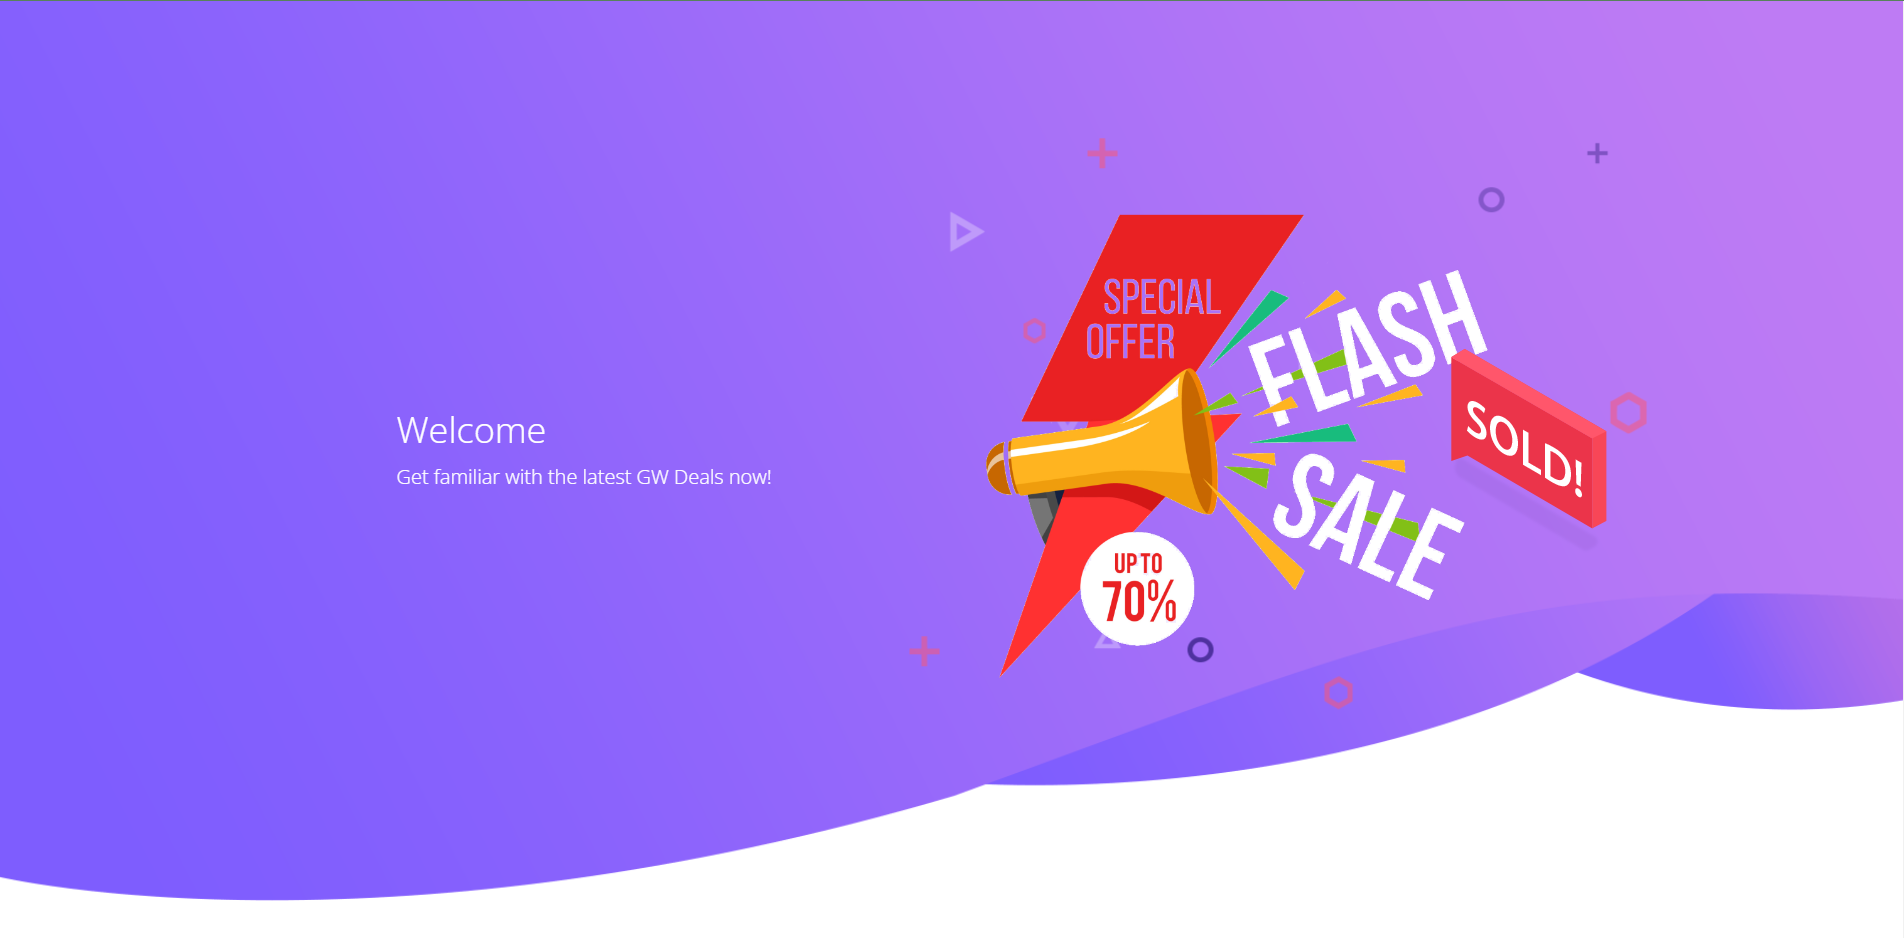 Welcome
Get familiar with the latest GW Deals now!
SPECIAL
OFFER
FLASH
SALE
SOLD!
UP TO
70%